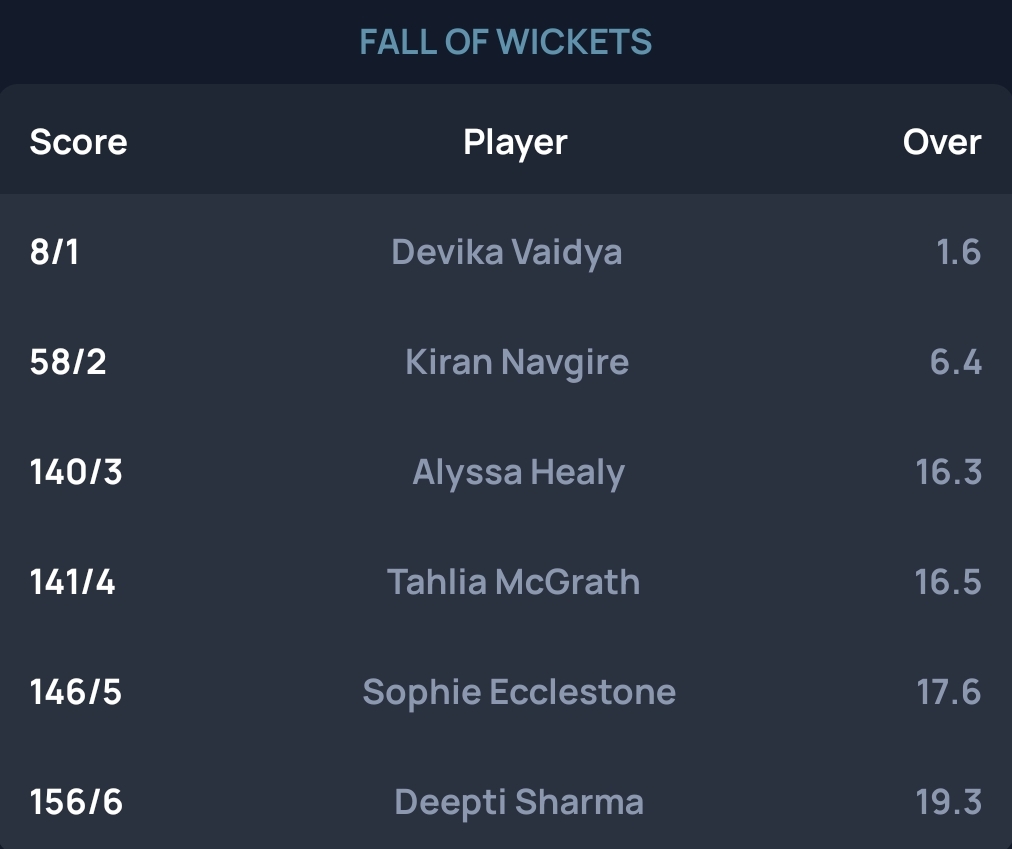 FALL OF WICKETS
Score Player Over
8/1 Devika Vaidya 1.6
58/2 Kiran Navgire 6.4
140/3 Alyssa Healy 16.3
141/4 Tahlia McGrath 16.5
146/5 Sophie Ecclestone 17.6
156/6 Deepti Sharma 19.3